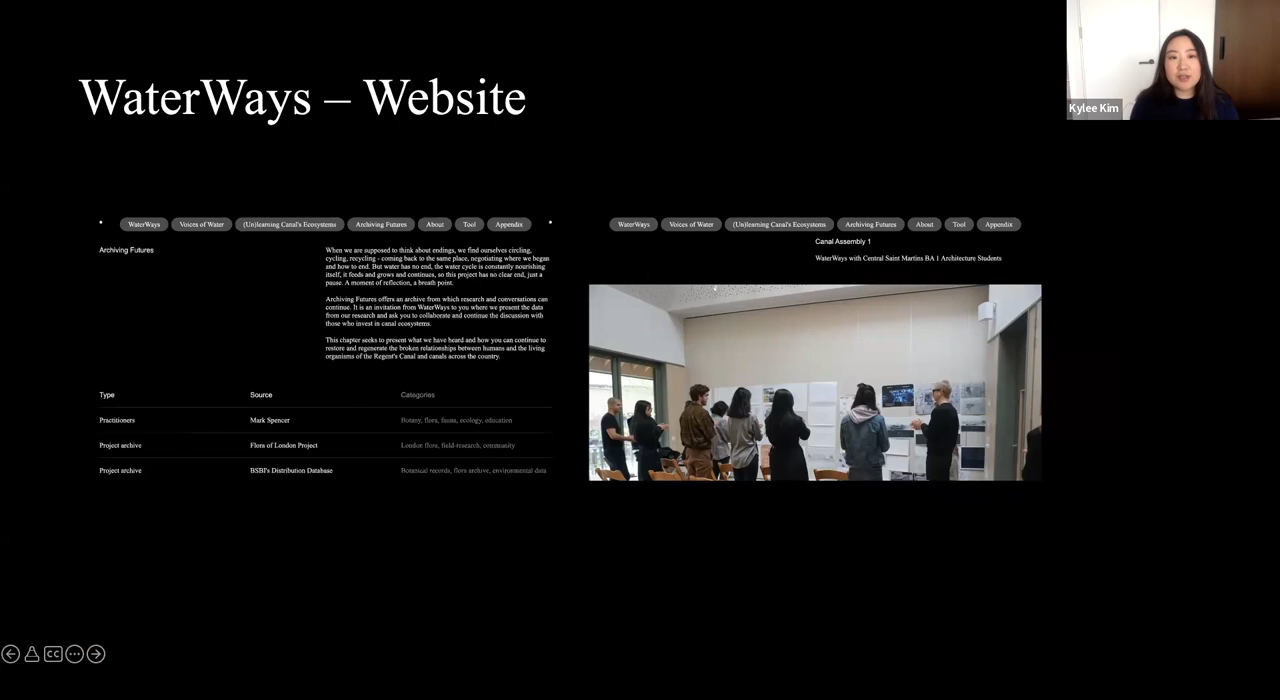 WaterWays – Website
Kylee Kim
WaterWays Voices of Water (Un)learning Canal's Ecosystems Archiving Futures About Tool Appendix
Archiving Futures
When we are supposed to think about endings, we find ourselves circling,
cycling, recycling - coming back to the same place, negotiating where we began
and how to end. But water has no end, the water cycle is constantly nourishing
itself, it feeds and grows and continues, so this project has no clear end, just a
pause. A moment of reflection, a breath point.
Archiving Futures offers an archive from which research and conversations can
continue. It is an invitation from WaterWays to you where we present the data
from our research and ask you to collaborate and continue the discussion with
those who invest in canal ecosystems.
This chapter seeks to present what we have heard and how you can continue to
restore and regenerate the broken relationships between humans and the living
organisms of the Regent's Canal and canals across the country.
Type Source Categories
Practitioners Mark Spencer Botany, flora, fauna, ecology, education
Project archive Flora of London Project London flora, field-research, community
Project archive BSBI's Distribution Database Botanical records, flora archive, environmental data
WaterWays Voices of Water (Un)learning Canal's Ecosystems Archiving Futures About Tool Appendix
Canal Assembly 1
WaterWays with Central Saint Martins BA 1 Architecture Students
CC